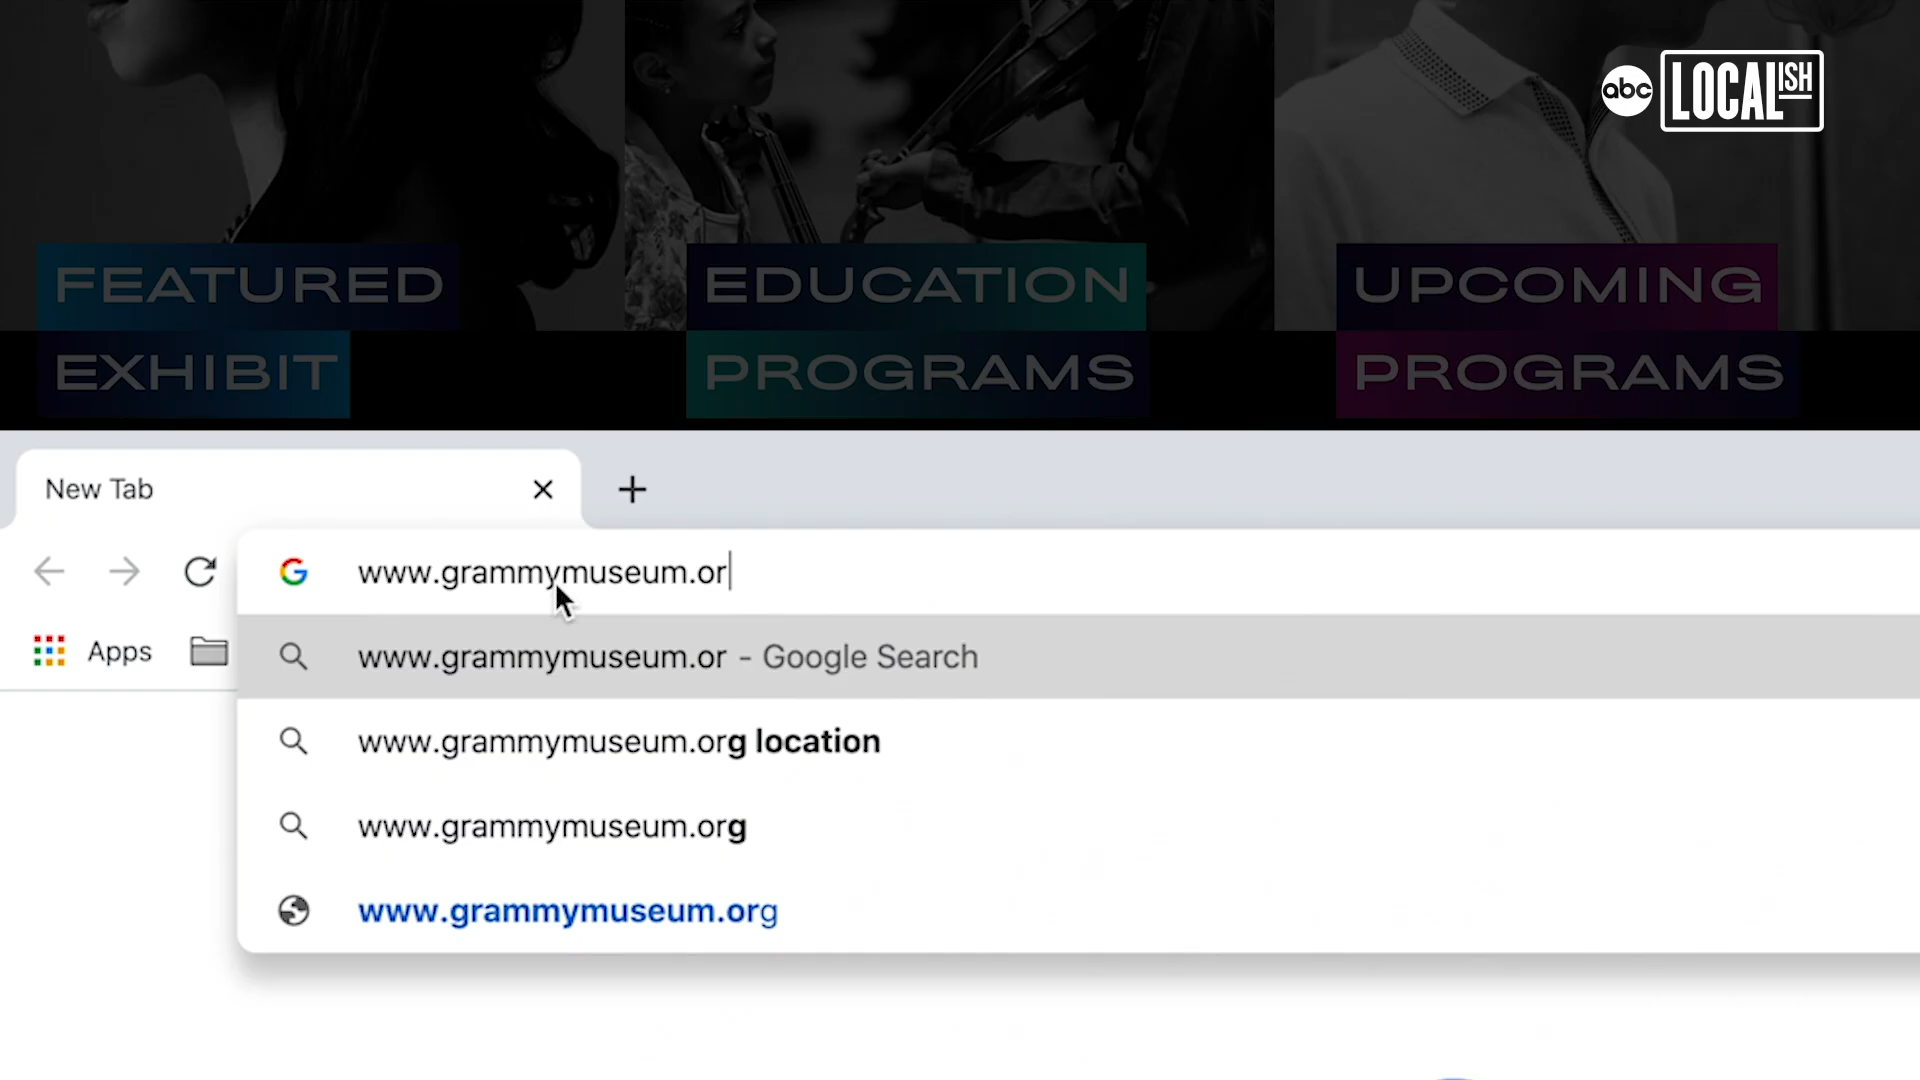 abc LOCALISH
FEATURED
EXHIBIT
EDUCATION
PROGRAMS
UPCOMING
PROGRAMS
New Tab
www.grammymuseum.or
Apps
www.grammymuseum.or - Google Search
www.grammymuseum.org location
www.grammymuseum.org
www.grammymuseum.org